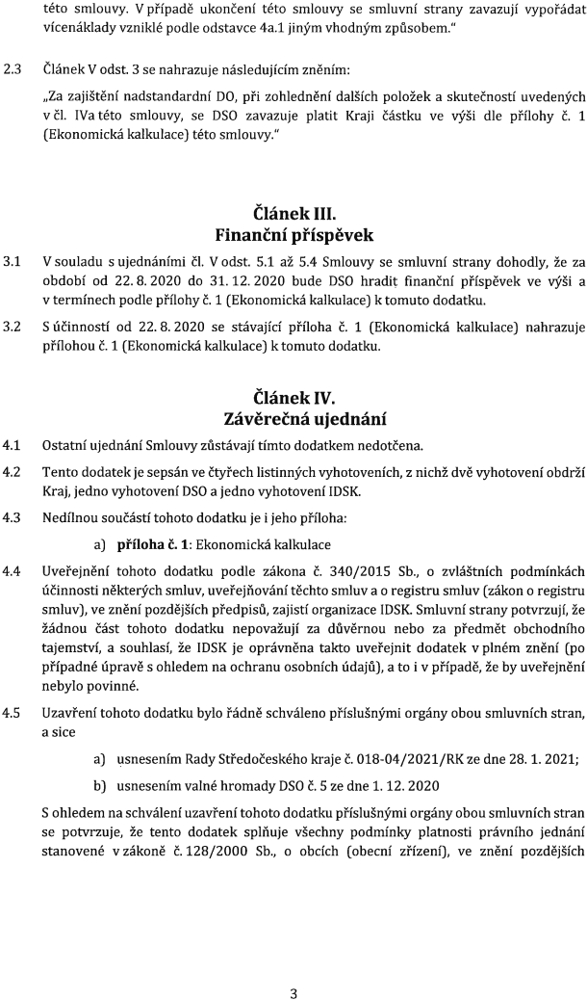 této smlouvy. V případě ukončení této smlouvy se smluvní strany zavazují vypořádat
vícenáklady vzniklé podle odstavce 4a.1 jiným vhodným způsobem.“
2.3 Článek V odst. 3 se nahrazuje následujícím zněním:
„Za zajištění nadstandardní DO, při zohlednění dalších položek a skutečností uvedených
v čl. IVa této smlouvy, se DSO zavazuje platit Kraji částku ve výši dle přílohy č. 1
(Ekonomická kalkulace) této smlouvy.“
Článek III.
Finanční příspěvek
3.1 V souladu s ujednáními čl. V odst. 5.1 až 5.4 Smlouvy se smluvní strany dohodly, že za
období od 22. 8. 2020 do 31. 12. 2020 bude DSO hradit finanční příspěvek ve výši a
v termínech podle přílohy č. 1 (Ekonomická kalkulace) k tomuto dodatku.
3.2 S účinností od 22. 8. 2020 se stávající příloha č. 1 (Ekonomická kalkulace) nahrazuje
přílohou č. 1 (Ekonomická kalkulace) k tomuto dodatku.
Článek IV.
Závěrečná ujednání
4.1 Ostatní ujednání Smlouvy zůstávají tímto dodatkem nedotčena.
4.2 Tento dodatek je sepsán ve čtyřech listinných vyhotoveních, z nichž dvě vyhotovení obdrží
Kraj, jedno vyhotovení DSO a jedno vyhotovení IDSK.
4.3 Nedílnou součástí tohoto dodatku je i jeho příloha:
a) příloha č. 1: Ekonomická kalkulace
4.4 Uveřejnění tohoto dodatku podle zákona č. 340/2015 Sb., o zvláštních podmínkách
účinnosti některých smluv, uveřejňování těchto smluv a o registru smluv (zákon o registru
smluv), ve znění pozdějších předpisů, zajistí organizace IDSK. Smluvní strany potvrzují, že
žádnou část tohoto dodatku nepovažují za důvěrnou nebo za předmět obchodního
tajemství, a souhlasí, že IDSK je oprávněna takto uveřejnit dodatek v plném znění (po
případné úpravě s ohledem na ochranu osobních údajů), a to i v případě, že by uveřejnění
nebylo povinné.
4.5 Uzavření tohoto dodatku bylo řádně schváleno příslušnými orgány obou smluvních stran,
a sice
a) usnesením Rady Středočeského kraje č. 018-04/2021/RK ze dne 28. 1. 2021;
b) usnesením valné hromady DSO č. 5 ze dne 1. 12. 2020
S ohledem na schválení uzavření tohoto dodatku příslušnými orgány obou smluvních stran
se potvrzuje, že tento dodatek splňuje všechny podmínky platnosti právního jednání
stanovené v zákoně č. 128/2000 Sb., o obcích (obecní zřízení), ve znění pozdějších
3